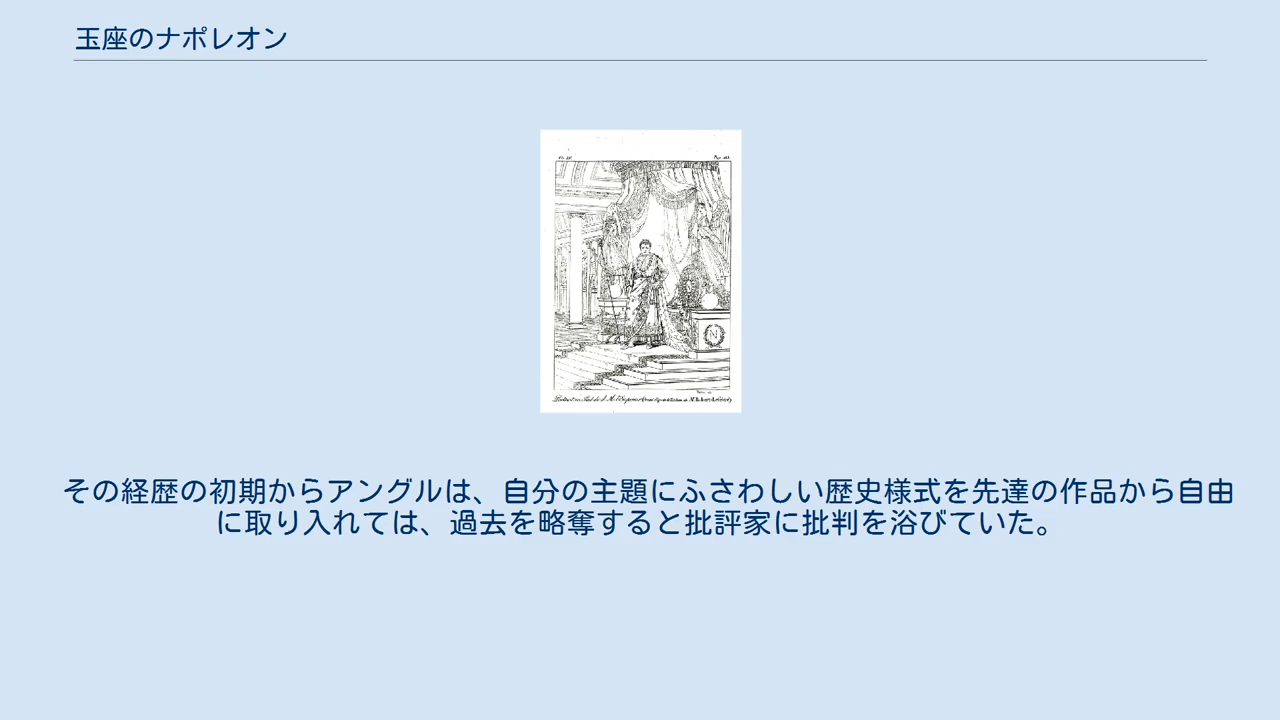 玉座のナポレオン
N
その経歴の初期からアングルは、自分の主題にふさわしい歴史様式を先達の作品から自由
に取り入れては、過去を略奪すると批評家に批判を浴びていた。